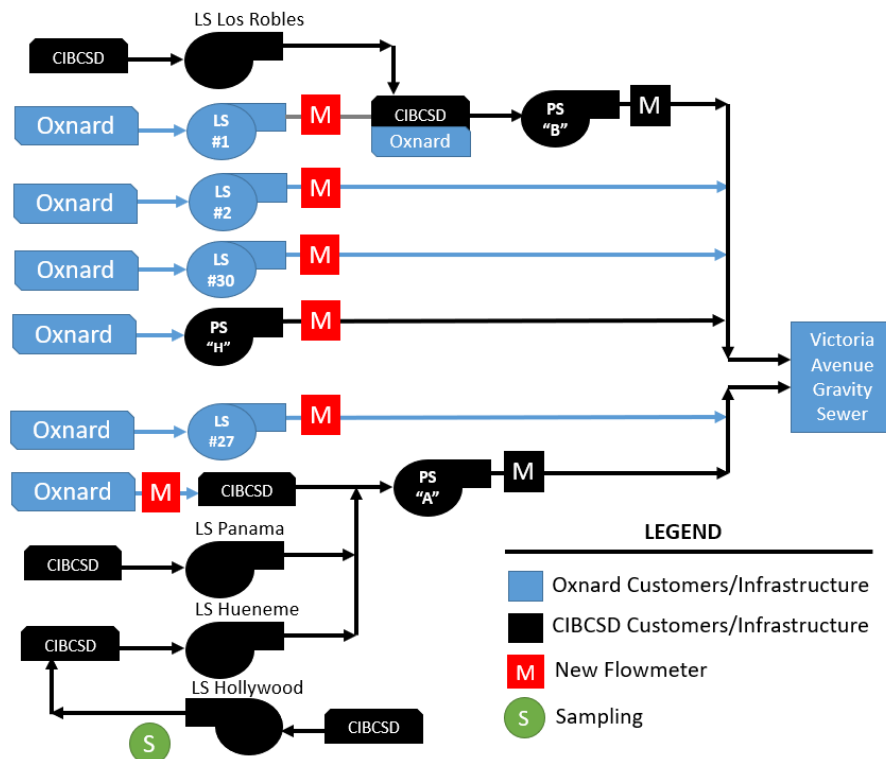 LS Los Robles
CIBCSD
M
Oxnard
LS
#1
M
CIBCSD
Oxnard
PS
“B”
Oxnard
LS
#2
M
Oxnard
LS
#30
M
Oxnard
PS
“H”
M
Victoria
Avenue
Gravity
Sewer
Oxnard
LS
#27
M
Oxnard
M
CIBCSD
PS
“A”
M
LS Panama
CIBCSD
LS Hueneme
CIBCSD
LS Hollywood
CIBCSD
S
LEGEND
Oxnard Customers/Infrastructure
CIBCSD Customers/Infrastructure
M New Flowmeter
S Sampling